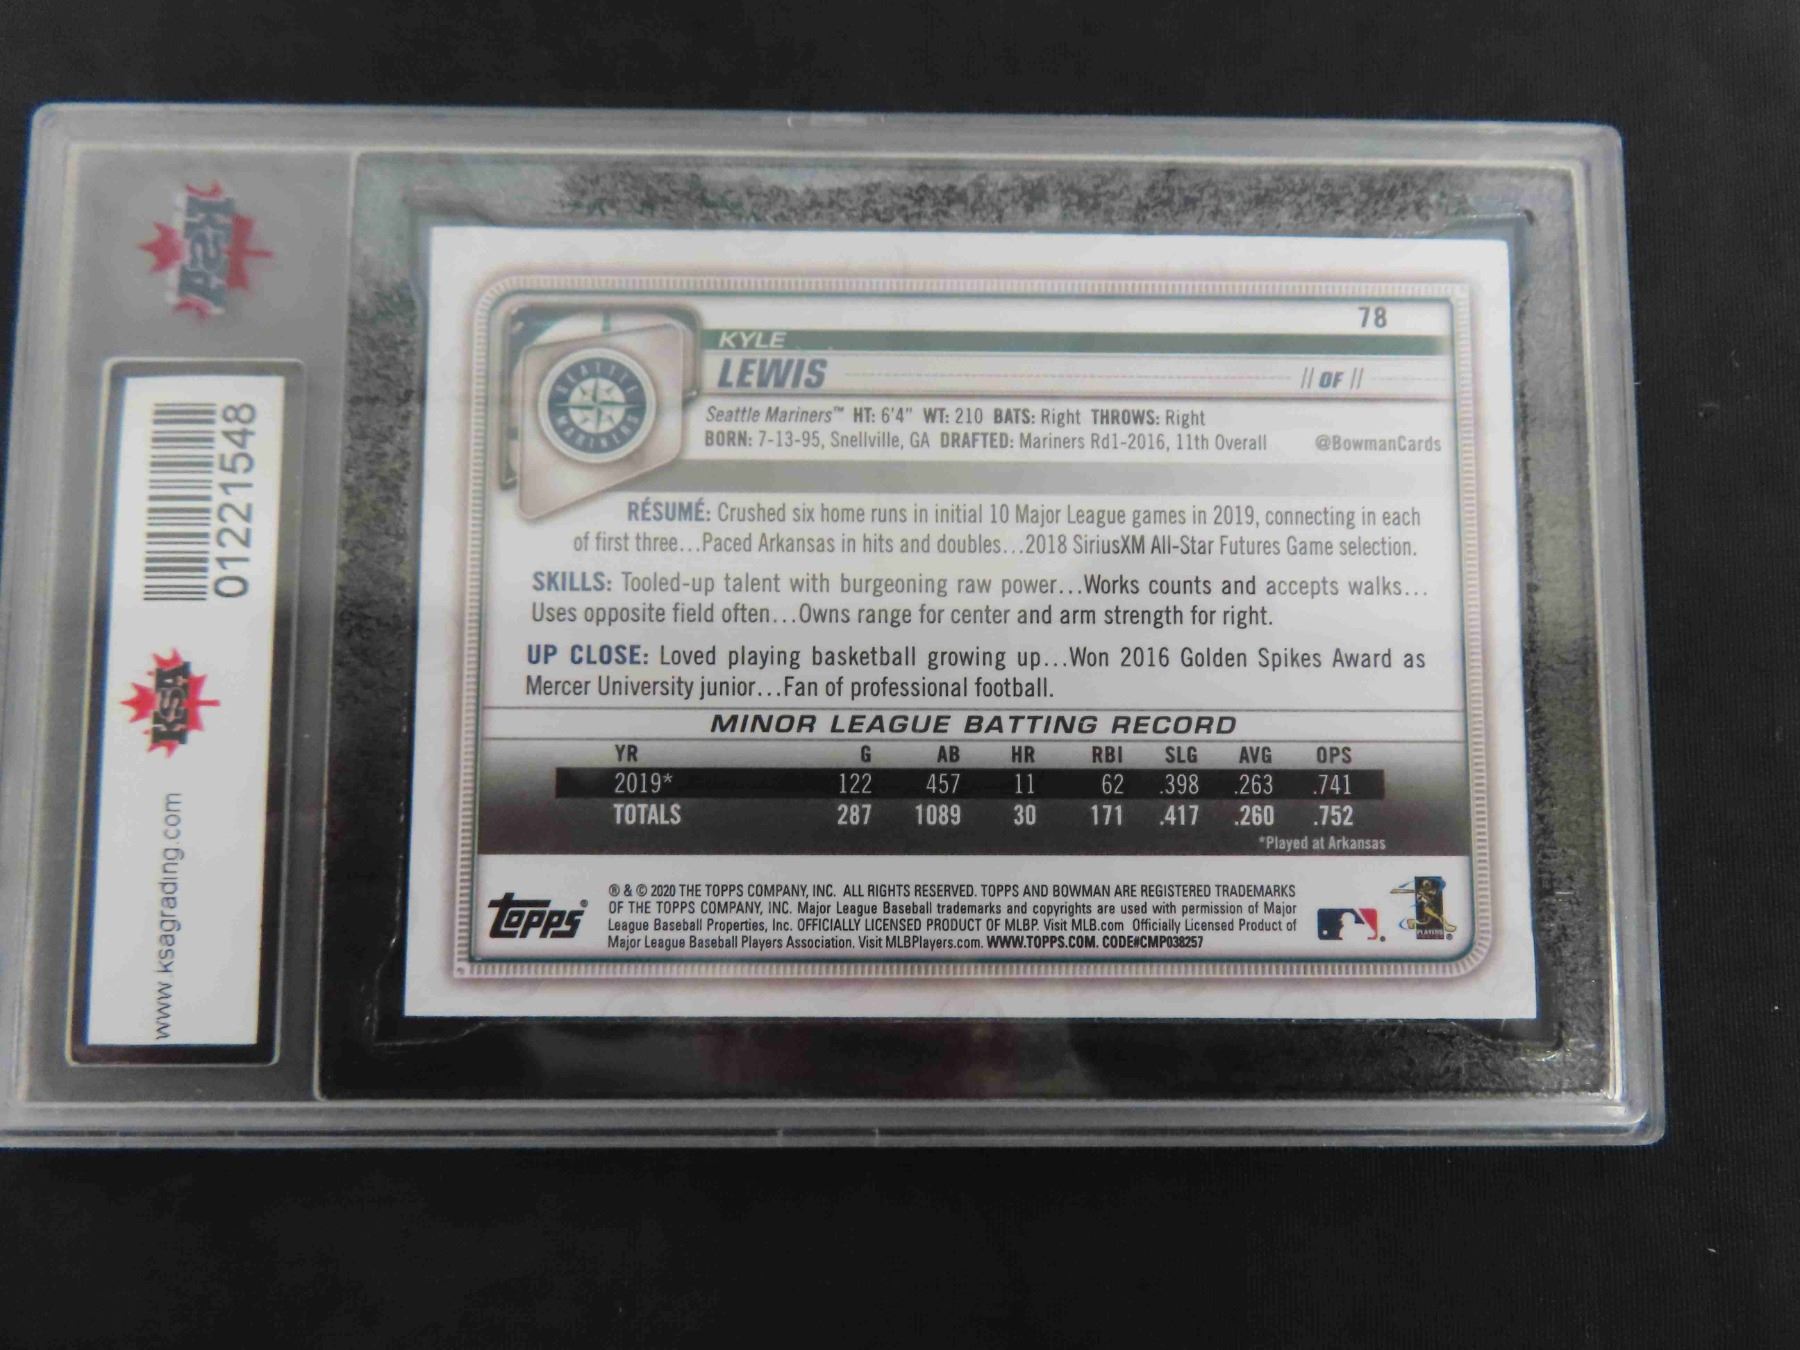 KSA
01221548
KSA
www.ksagrading.com
78
KYLE
LEWIS
// OF //
SEATTLE MARINERS
Seattle Mariners™ HT: 6'4" WT: 210 BATS: Right THROWS: Right
BORN: 7-13-95, Snellville, GA DRAFTED: Mariners Rd1-2016, 11th Overall @BowmanCards
RÉSUMÉ: Crushed six home runs in initial 10 Major League games in 2019, connecting in each
of first three...Paced Arkansas in hits and doubles...2018 SiriusXM All-Star Futures Game selection.
SKILLS: Tooled-up talent with burgeoning raw power...Works counts and accepts walks...
Uses opposite field often...Owns range for center and arm strength for right.
UP CLOSE: Loved playing basketball growing up...Won 2016 Golden Spikes Award as
Mercer University junior...Fan of professional football.
MINOR LEAGUE BATTING RECORD
YR G AB HR RBI SLG AVG OPS
2019* 122 457 11 62 .398 .263 .741
TOTALS 287 1089 30 171 .417 .260 .752
*Played at Arkansas
Topps®
® & © 2020 THE TOPPS COMPANY, INC. ALL RIGHTS RESERVED. TOPPS AND BOWMAN ARE REGISTERED TRADEMARKS
OF THE TOPPS COMPANY, INC. Major League Baseball trademarks and copyrights are used with permission of Major
League Baseball Properties, Inc. OFFICIALLY LICENSED PRODUCT OF MLBP. Visit MLB.com Officially Licensed Product of
Major League Baseball Players Association. Visit MLBPlayers.com. WWW.TOPPS.COM. CODE#CMP038257
PLAYERS